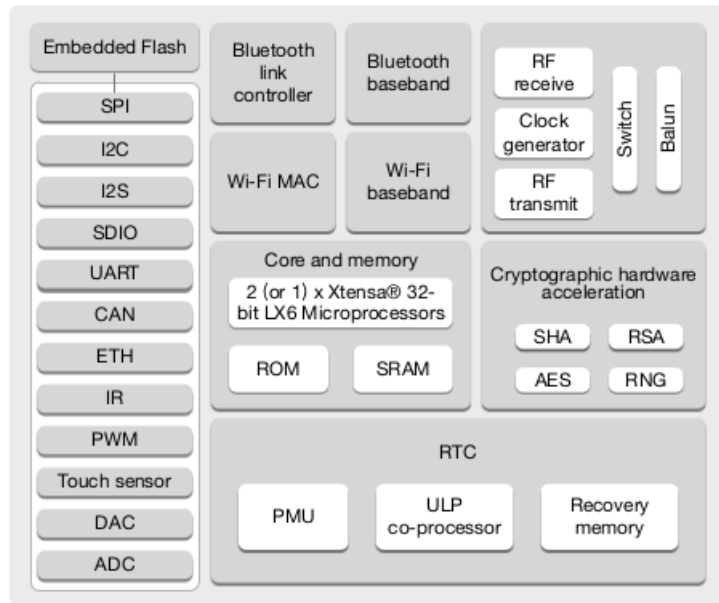 Embedded Flash
SPI
I2C
I2S
SDIO
UART
CAN
ETH
IR
PWM
Touch sensor
DAC
ADC
Bluetooth
link
controller
Bluetooth
baseband
Wi-Fi MAC
Wi-Fi
baseband
RF
receive
Clock
generator
RF
transmit
Switch
Balun
Core and memory
2 (or 1) x Xtensa® 32-
bit LX6 Microprocessors
ROM
SRAM
Cryptographic hardware
acceleration
SHA
RSA
AES
RNG
RTC
PMU
ULP
co-processor
Recovery
memory